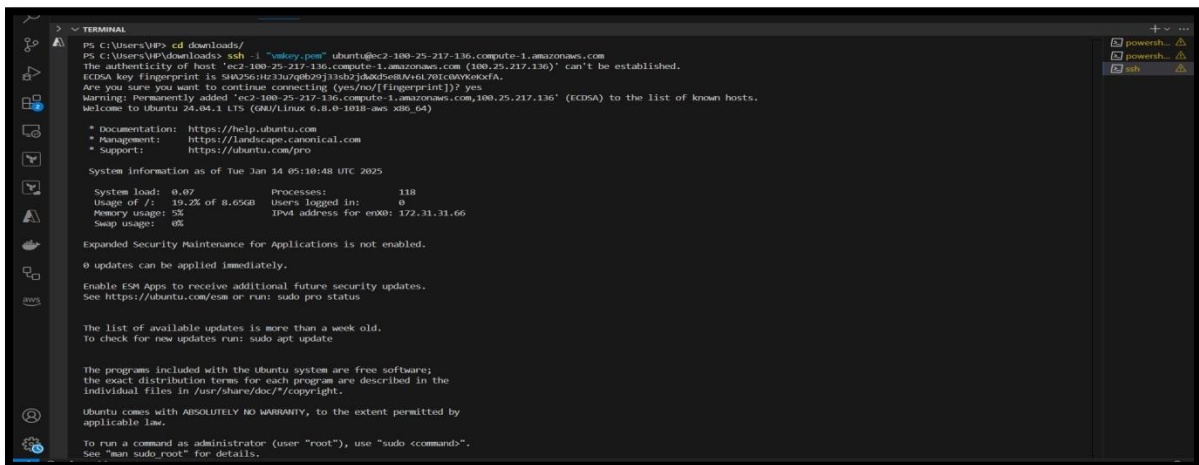 TERMINAL
PS C:\Users\HP> cd downloads/
PS C:\Users\HP\downloads> ssh -i "vmkey.pem" ubuntu@ec2-100-25-217-136.compute-1.amazonaws.com
The authenticity of host 'ec2-100-25-217-136.compute-1.amazonaws.com (100.25.217.136)' can't be established.
ECDSA key fingerprint is
Are you sure you want to continue connecting (yes/no/[fingerprint])? yes
Warning: Permanently added 'ec2-100-25-217-136.compute-1.amazonaws.com,100.25.217.136' (ECDSA) to the list of known hosts.
Welcome to Ubuntu 24.04.1 LTS (GNU/Linux 6.8.0-1018-aws x86_64)
* Documentation: https://help.ubuntu.com
* Management: https://landscape.canonical.com
* Support: https://ubuntu.com/pro
System information as of Tue Jan 14 05:10:48 UTC 2025
System load: 0.07 Processes: 118
Usage of /: 19.2% of 8.65GB Users logged in: 0
Memory usage: 5% IPv4 address for enX0: 172.31.31.66
Swap usage: 0%
Expanded Security Maintenance for Applications is not enabled.
0 updates can be applied immediately.
Enable ESM Apps to receive additional future security updates.
See https://ubuntu.com/esm or run: sudo pro status
The list of available updates is more than a week old.
To check for new updates run: sudo apt update
The programs included with the Ubuntu system are free software;
the exact distribution terms for each program are described in the
individual files in /usr/share/doc/*/copyright.
Ubuntu comes with ABSOLUTELY NO WARRANTY, to the extent permitted by
applicable law.
To run a command as administrator (user "root"), use "sudo <command>".
See "man sudo_root" for details.
powersh...
powersh...
ssh
aws
2